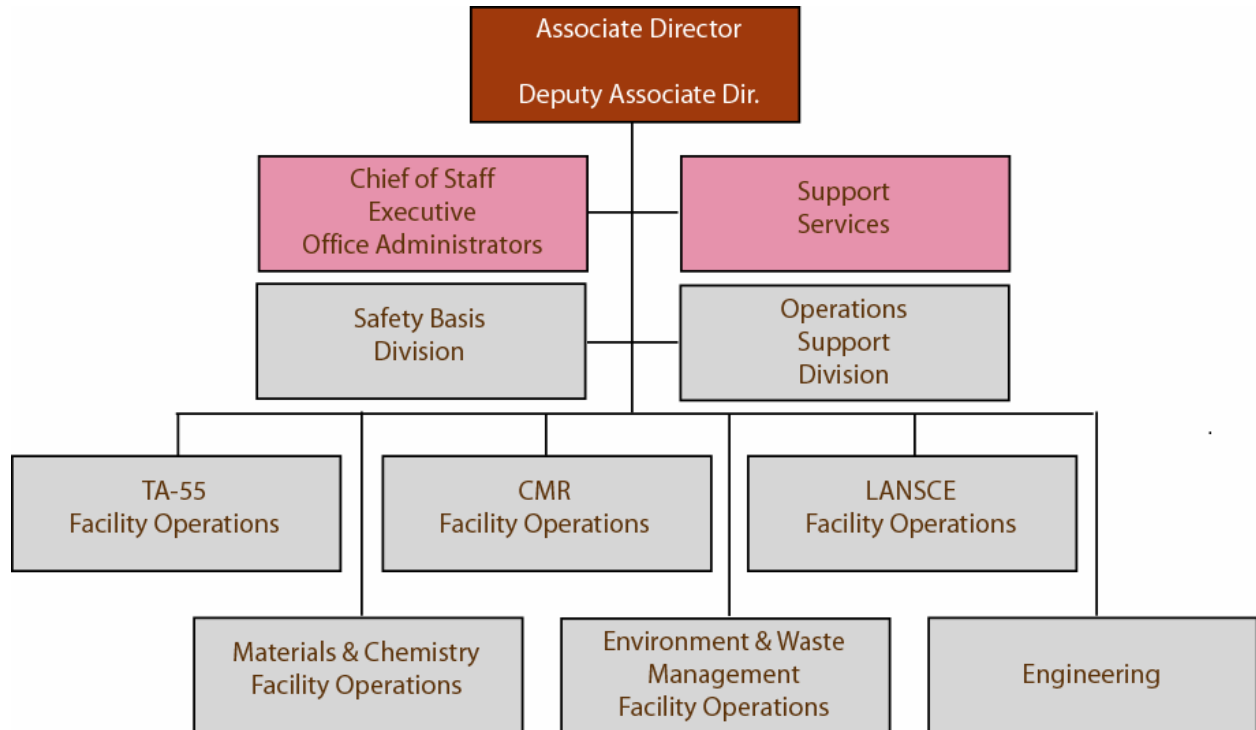 Associate Director
Deputy Associate Dir.
Chief of Staff
Executive
Office Administrators
Support
Services
Safety Basis
Division
Operations
Support
Division
TA-55
Facility Operations
CMR
Facility Operations
LANSCE
Facility Operations
Materials & Chemistry
Facility Operations
Environment & Waste
Management
Facility Operations
Engineering